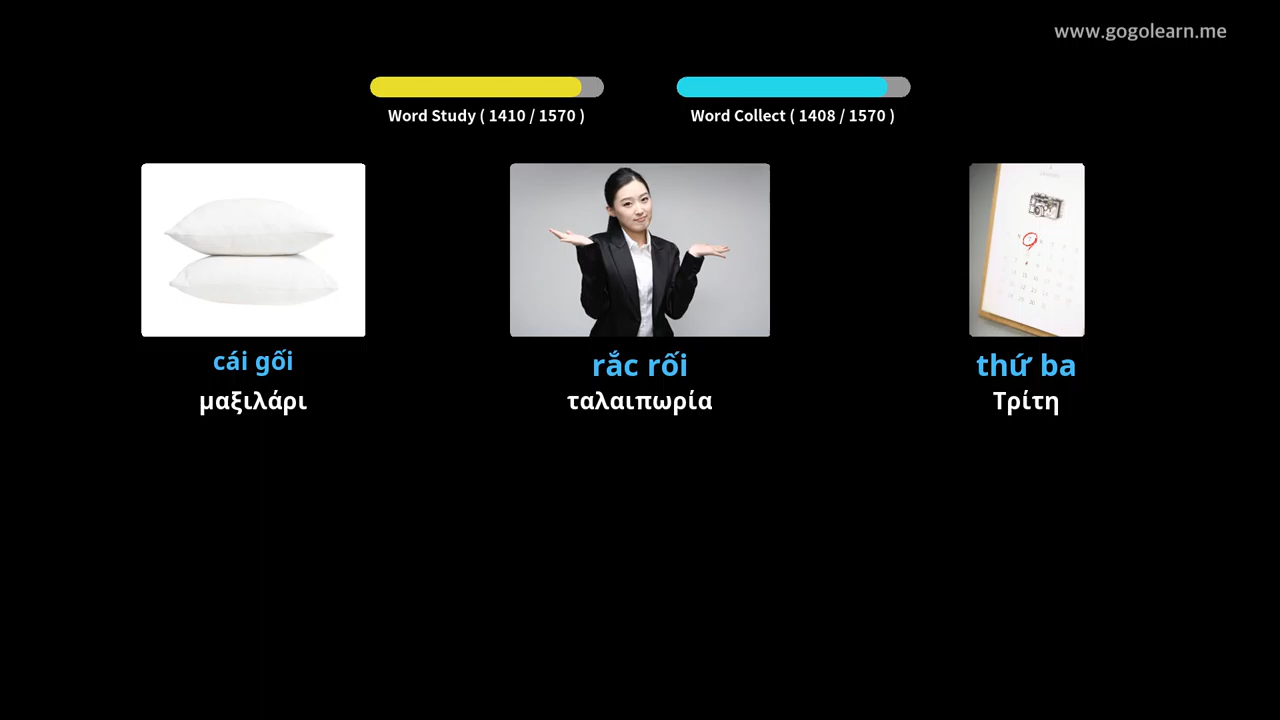 www.gogolearn.me
Word Study ( 1410 / 1570 )
Word Collect ( 1408 / 1570 )
cái gối
rắc rối
thứ ba
μαξιλάρι
ταλαιπωρία
Τρίτη